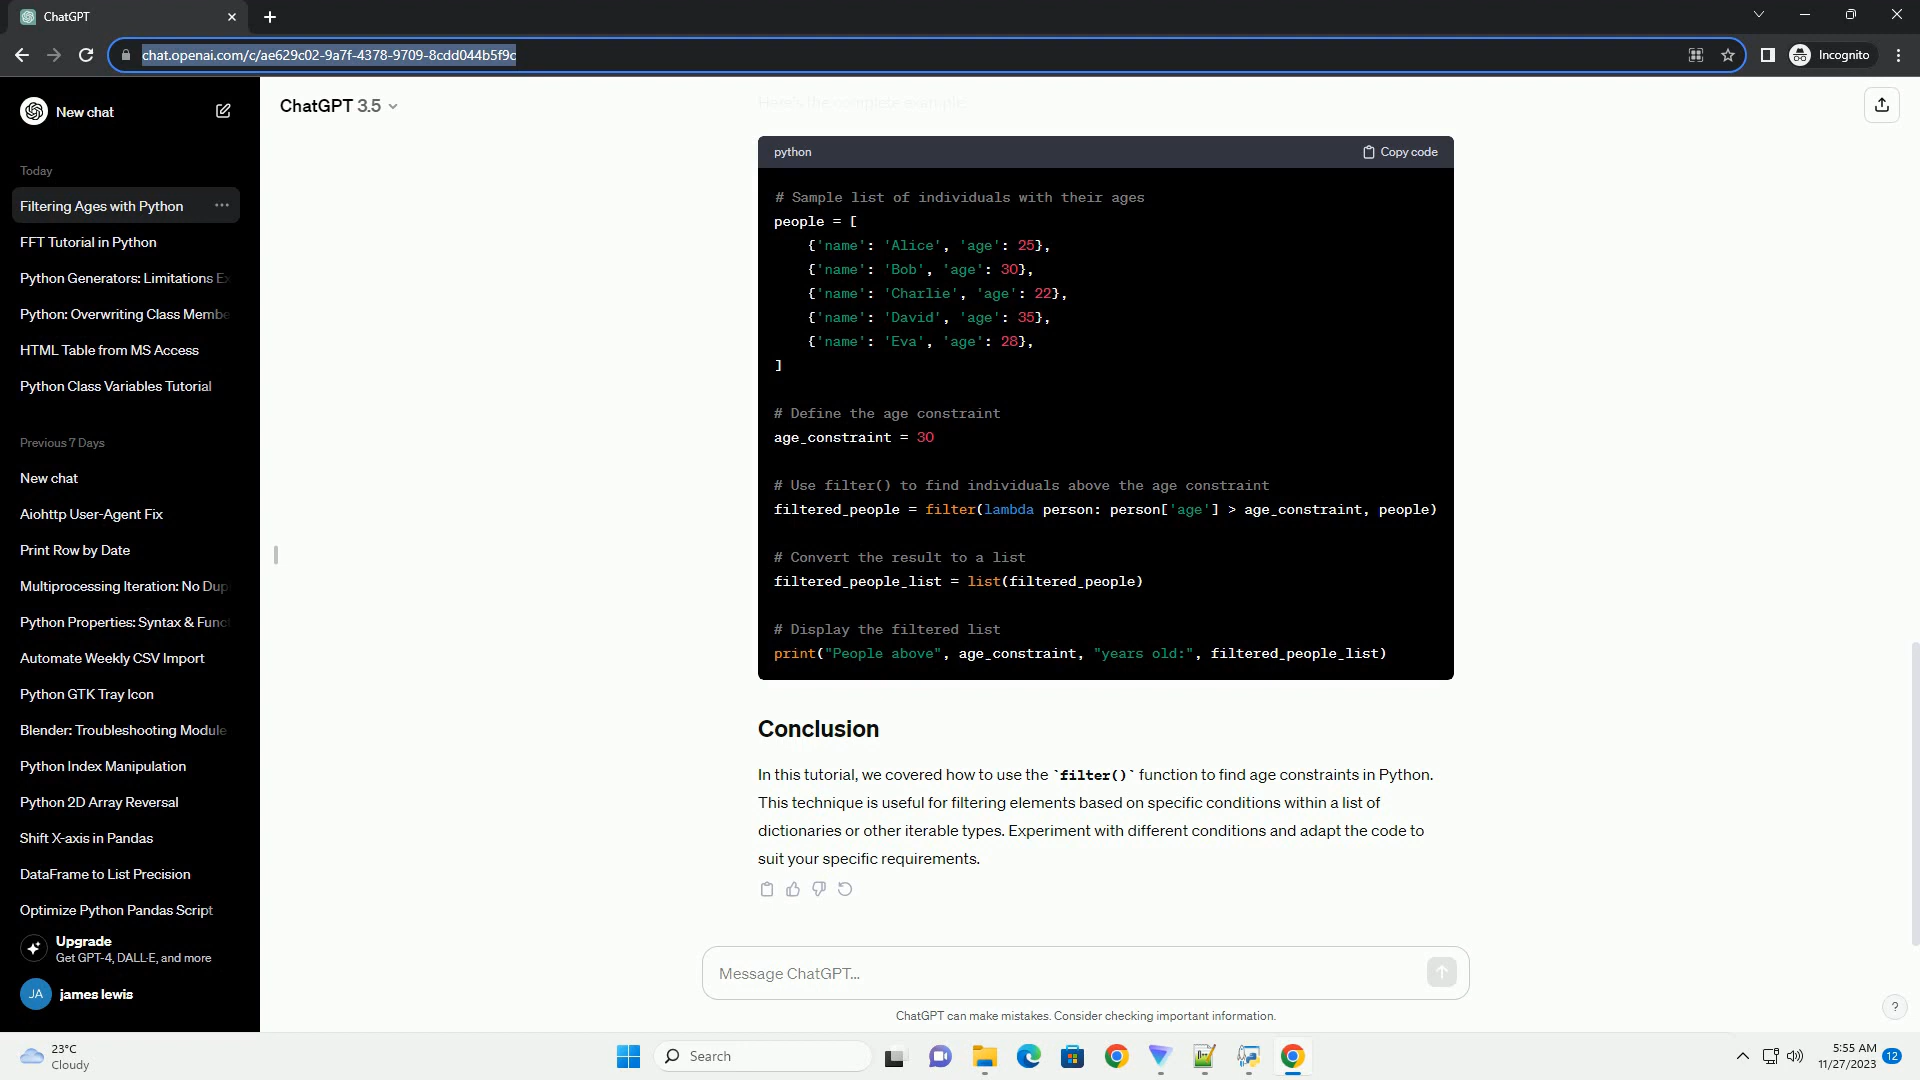 ChatGPT
chat.openai.com/c/ae629c02-9a7f-4378-9709-8cdd044b5f9c
Incognito
New chat
Today
Filtering Ages with Python
FFT Tutorial in Python
Python Generators: Limitations Ex
Python: Overwriting Class Membe
HTML Table from MS Access
Python Class Variables Tutorial
Previous 7 Days
New chat
Aiohttp User-Agent Fix
Print Row by Date
Multiprocessing Iteration: No Dup
Python Properties: Syntax & Func
Automate Weekly CSV Import
Python GTK Tray Icon
Blender: Troubleshooting Module
Python Index Manipulation
Python 2D Array Reversal
Shift X-axis in Pandas
DataFrame to List Precision
Optimize Python Pandas Script
Upgrade
Get GPT-4, DALL·E, and more
JA
james lewis
ChatGPT 3.5
Here's the complete example:
python
Copy code
# Sample list of individuals with their ages
people = [
{'name': 'Alice', 'age': 25},
{'name': 'Bob', 'age': 30},
{'name': 'Charlie', 'age': 22},
{'name': 'David', 'age': 35},
{'name': 'Eva', 'age': 28},
]
# Define the age constraint
age_constraint = 30
# Use filter() to find individuals above the age constraint
filtered_people = filter(lambda person: person['age'] > age_constraint, people)
# Convert the result to a list
filtered_people_list = list(filtered_people)
# Display the filtered list
print("People above", age_constraint, "years old:", filtered_people_list)
Conclusion
In this tutorial, we covered how to use the `filter()` function to find age constraints in Python.
This technique is useful for filtering elements based on specific conditions within a list of
dictionaries or other iterable types. Experiment with different conditions and adapt the code to
suit your specific requirements.
Message ChatGPT...
ChatGPT can make mistakes. Consider checking important information.
?
23°C
Cloudy
Search
5:55 AM
11/27/2023
12